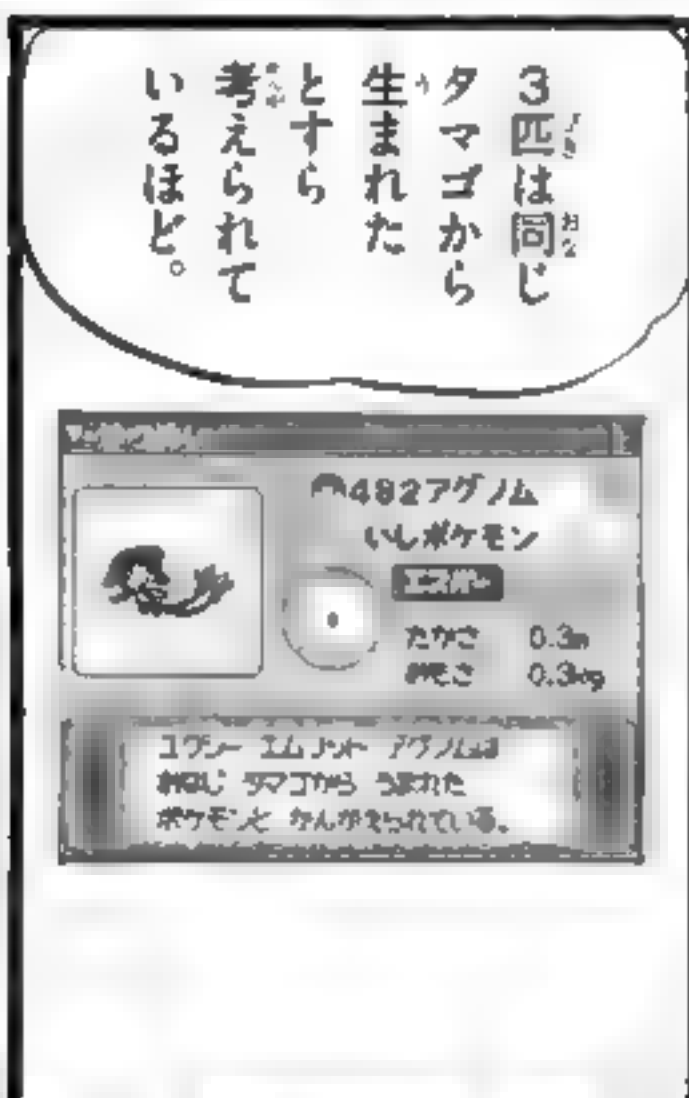 3匹は同じ
タマゴから
生まれた
とすら
考えられて
いるほど。
482アグノム
いしポケモン
エスパー
たかさ 0.3m
おもさ 0.3kg
ユクシー エムリット アグノムは
おなじ タマゴから うまれた
ポケモンと かんがえられている。